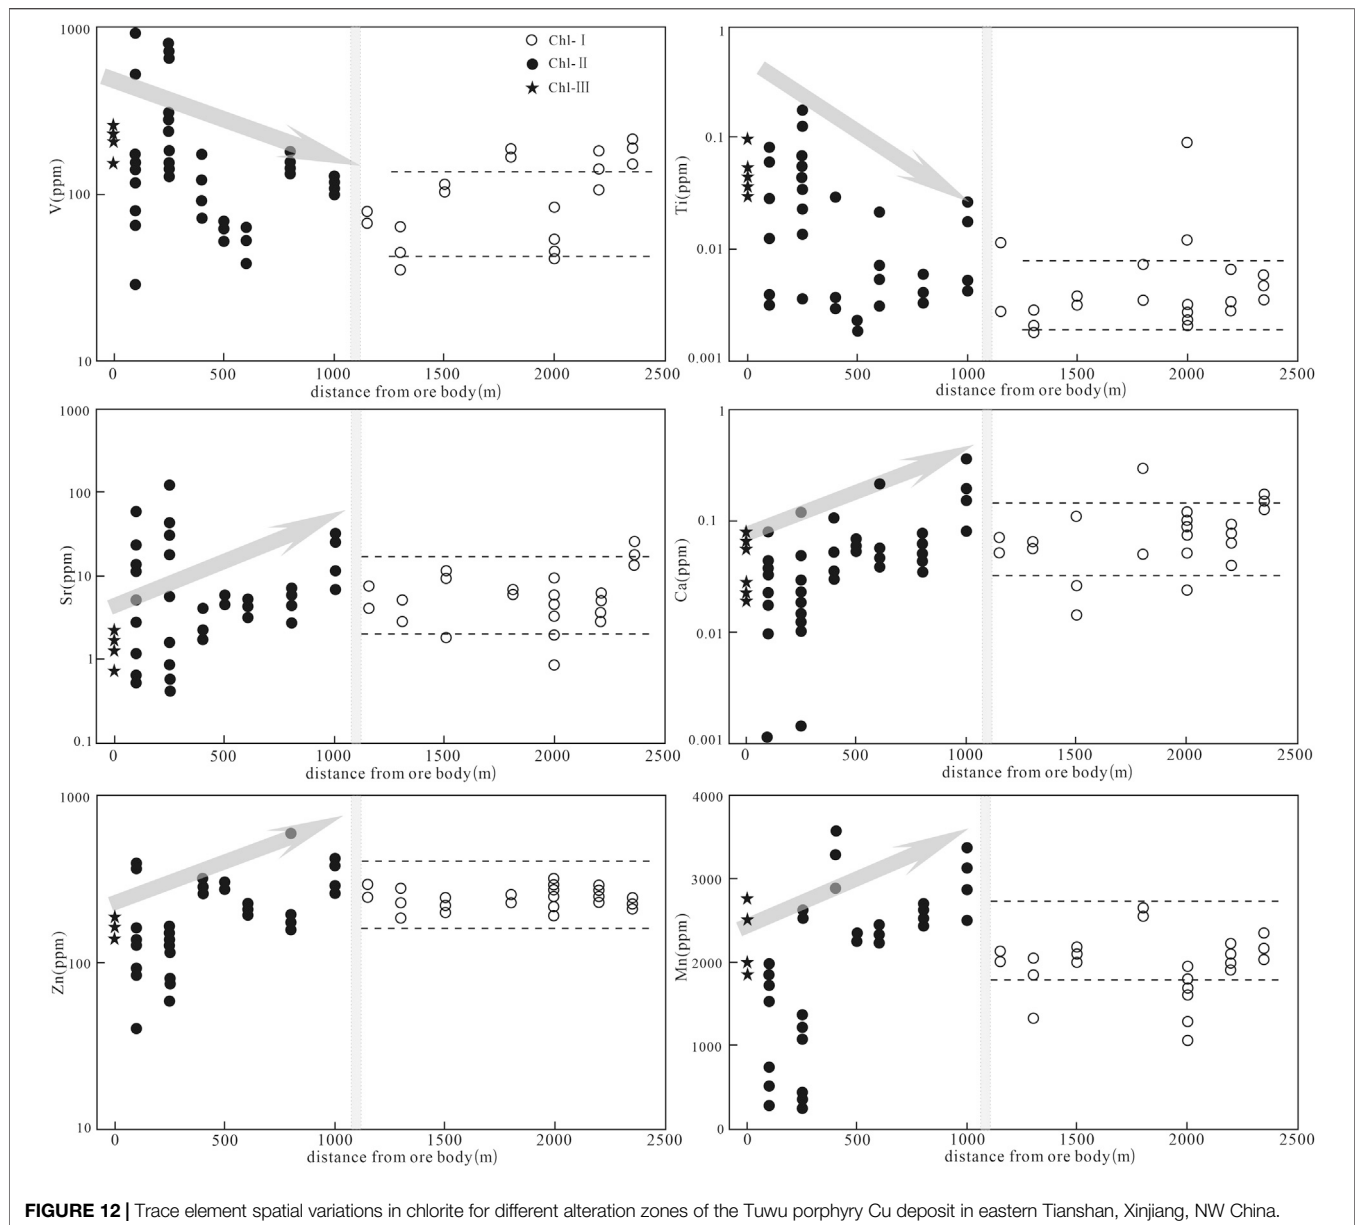 1000
100
10
V(ppm)
0 500 1000 1500 2000 2500
distance from ore body(m)
Chl- I
Chl- II
Chl-III
1
0.1
0.01
0.001
Ti(ppm)
0 500 1000 1500 2000 2500
distance from ore body(m)
1000
100
10
1
0.1
Sr(ppm)
0 500 1000 1500 2000 2500
distance from ore body(m)
1
0.1
0.01
0.001
Ca(ppm)
0 500 1000 1500 2000 2500
distance from ore body(m)
1000
100
10
Zn(ppm)
0 500 1000 1500 2000 2500
distance from ore body(m)
4000
3000
2000
1000
0
Mn(ppm)
0 500 1000 1500 2000 2500
distance from ore body(m)
FIGURE 12 | Trace element spatial variations in chlorite for different alteration zones of the Tuwu porphyry Cu deposit in eastern Tianshan, Xinjiang, NW China.